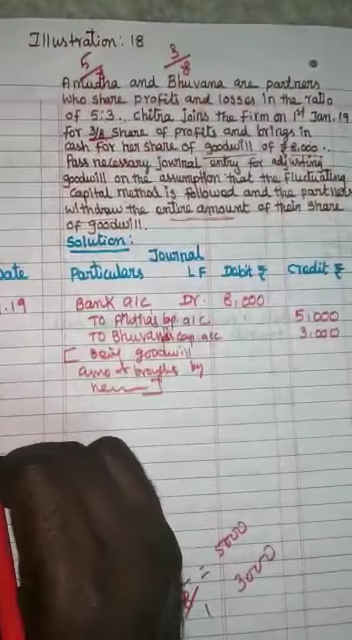 Illustration: 18
5/8 3/8
Amutha and Bhuvana are partners
who share profits and losses in the ratio
of 5:3. Chitra joins the firm on 1st Jan. 19
for 3/8 share of profits and brings in
cash for her share of goodwill of ₹ 8,000.
Pass necessary journal entry for adjusting
goodwill on the assumption that the fluctuating
capital method is followed and the partners
withdraw the entire amount of their share
of goodwill.
Solution:
Journal
Date Particulars LF Debit ₹ Credit ₹
1.19 Bank a/c Dr. 8,000
To a/c 5,000
To Bhuvana's cap. a/c 3,000
[Being goodwill
by
new
= 5000
3000